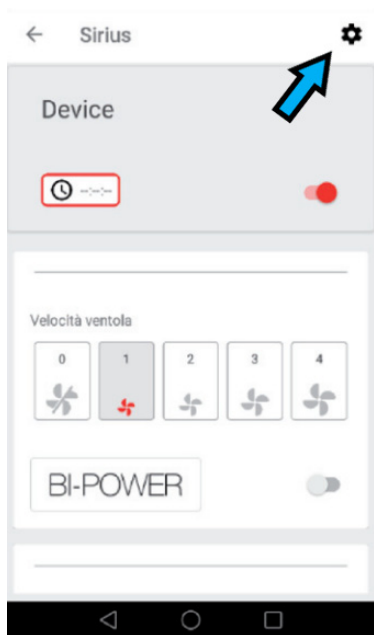 Sirius
Device
--:--:--
Velocità ventola
0 1 2 3 4
BI-POWER